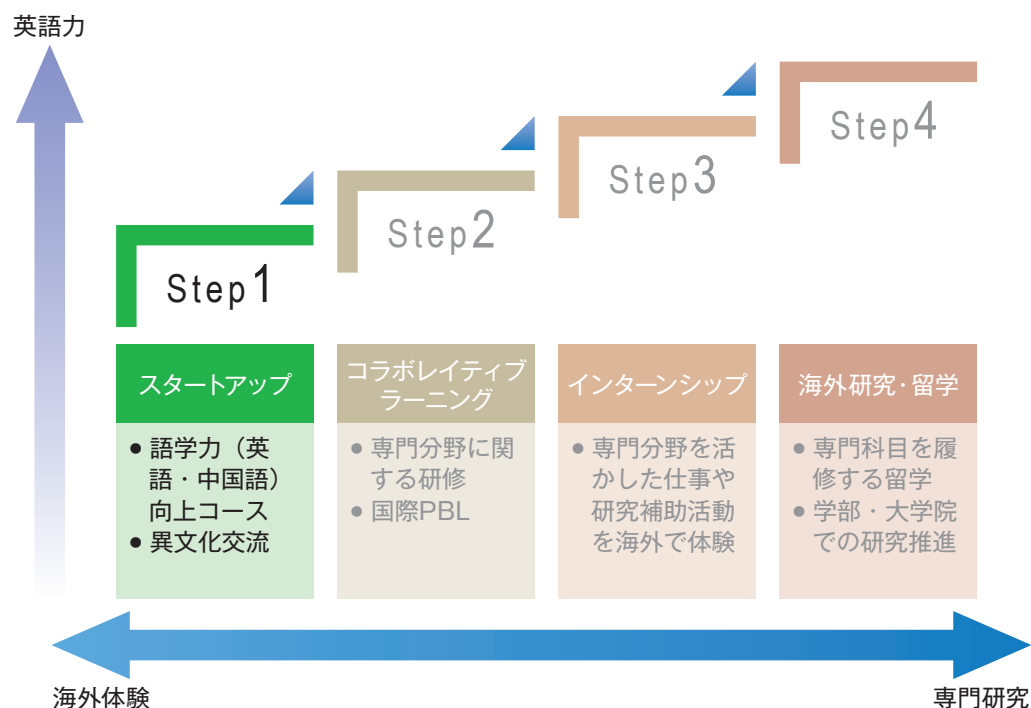 英語力
Step1
Step2
Step3
Step4
スタートアップ
● 語学力（英
語・中国語）
向上コース
● 異文化交流
コラボレイティブ
ラーニング
● 専門分野に関
する研修
● 国際PBL
インターンシップ
● 専門分野を活
かした仕事や
研究補助活動
を海外で体験
海外研究・留学
● 専門科目を履
修する留学
● 学部・大学院
での研究推進
海外体験
専門研究